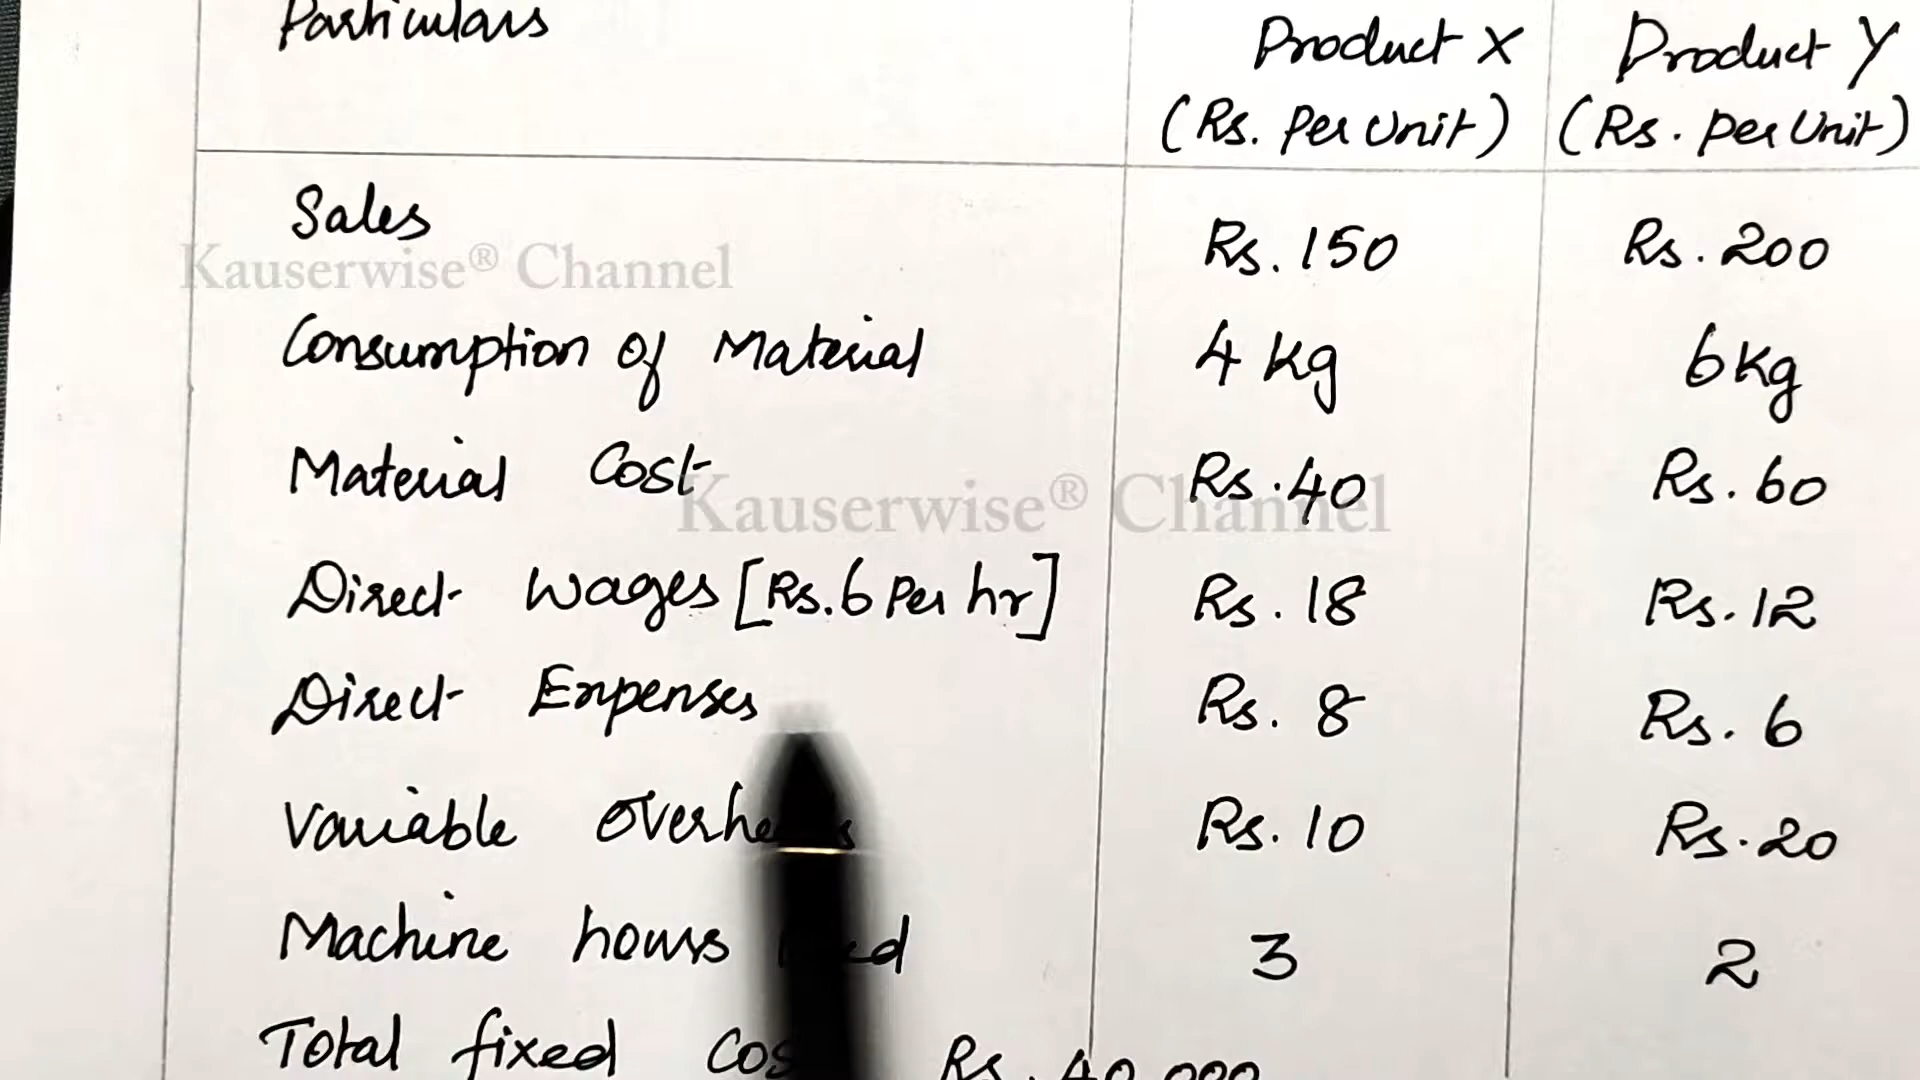 Particulars Product X Product Y
(Rs. Per Unit) (Rs. per Unit)
Sales Rs. 150 Rs. 200
Kauserwise® Channel
Consumption of Material 4 Kg 6 Kg
Material Cost Rs. 40 Rs. 60
Kauserwise® Channel
Direct Wages [Rs. 6 Per hr] Rs. 18 Rs. 12
Direct Expenses Rs. 8 Rs. 6
Variable Rs. 10 Rs. 20
Machine hours 3 2
Total fixed Rs. 40,000